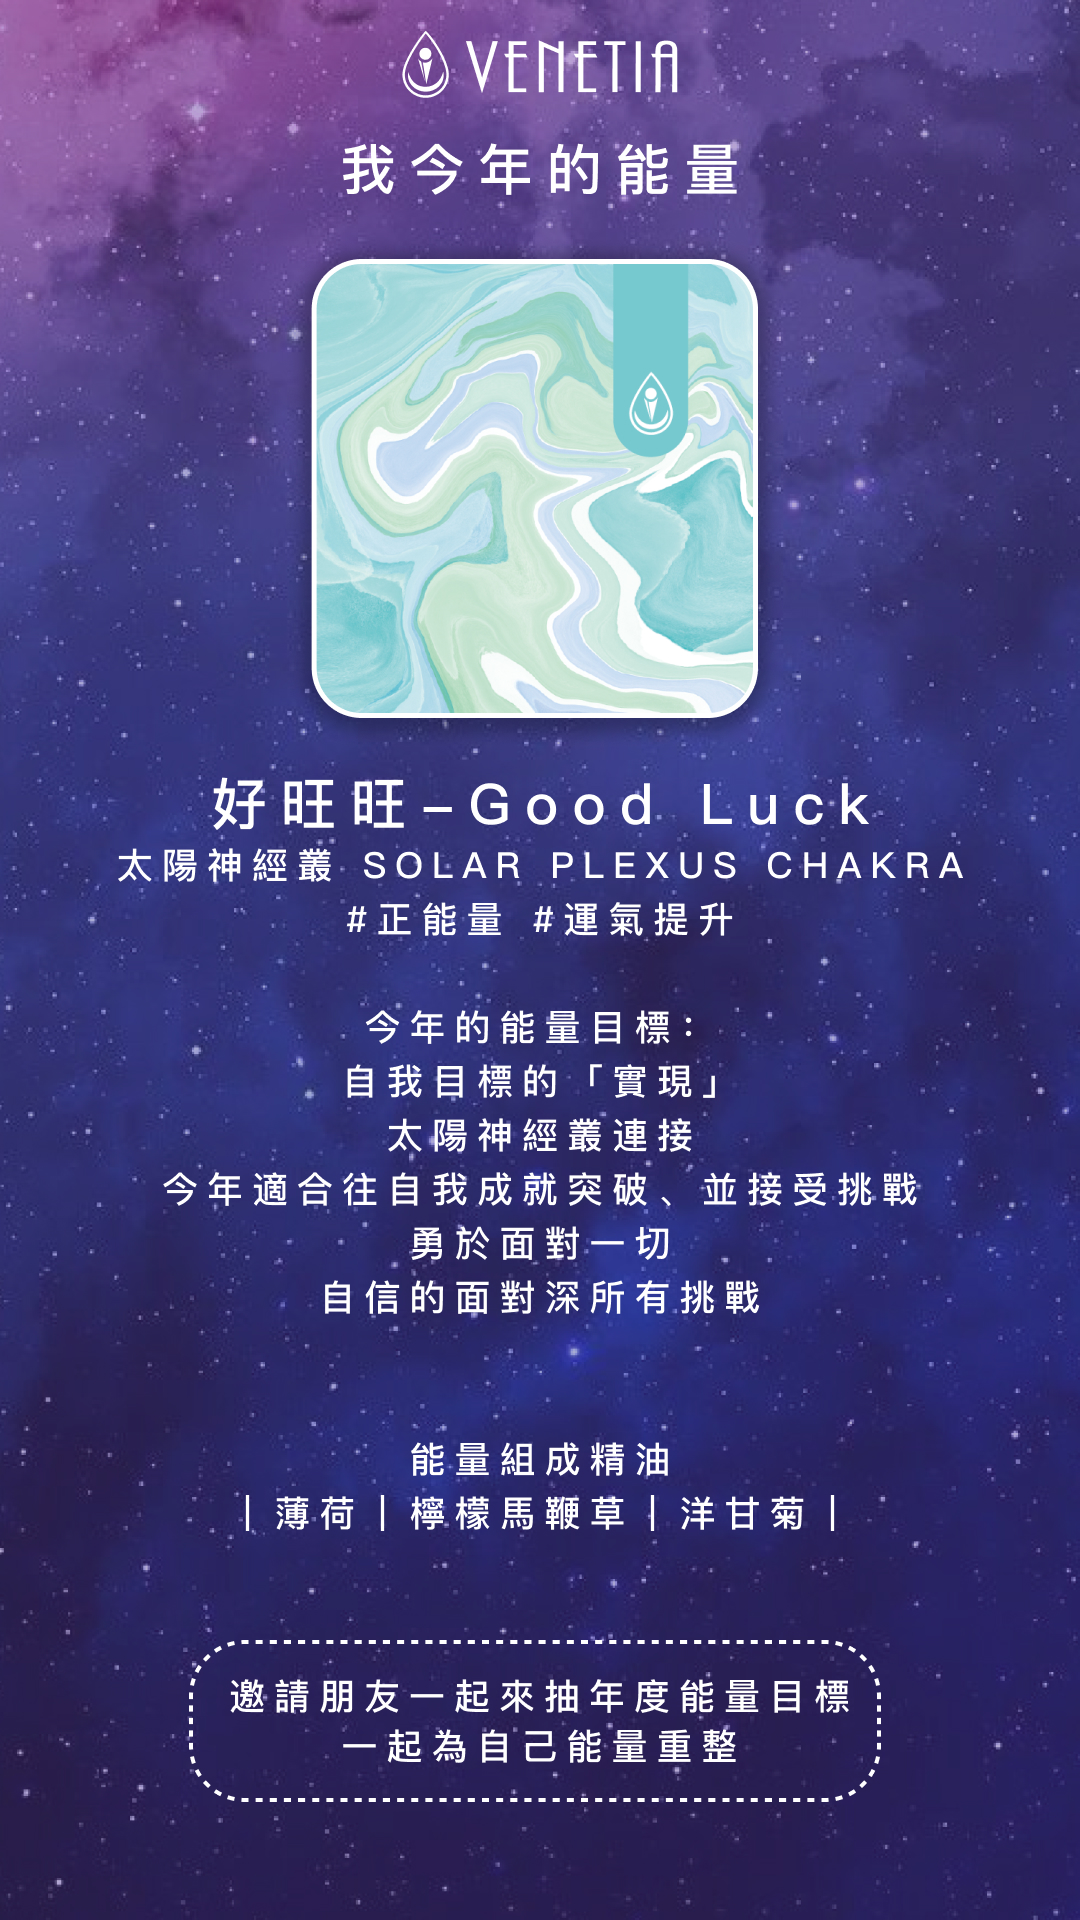 VENETIA
我今年的能量
好旺旺–Good Luck
太陽神經叢 SOLAR PLEXUS CHAKRA
#正能量 #運氣提升
今年的能量目標：
自我目標的「實現」
太陽神經叢連接
今年適合往自我成就突破、並接受挑戰
勇於面對一切
自信的面對深所有挑戰
能量組成精油
｜薄荷｜檸檬馬鞭草｜洋甘菊｜
邀請朋友一起來抽年度能量目標
一起為自己能量重整